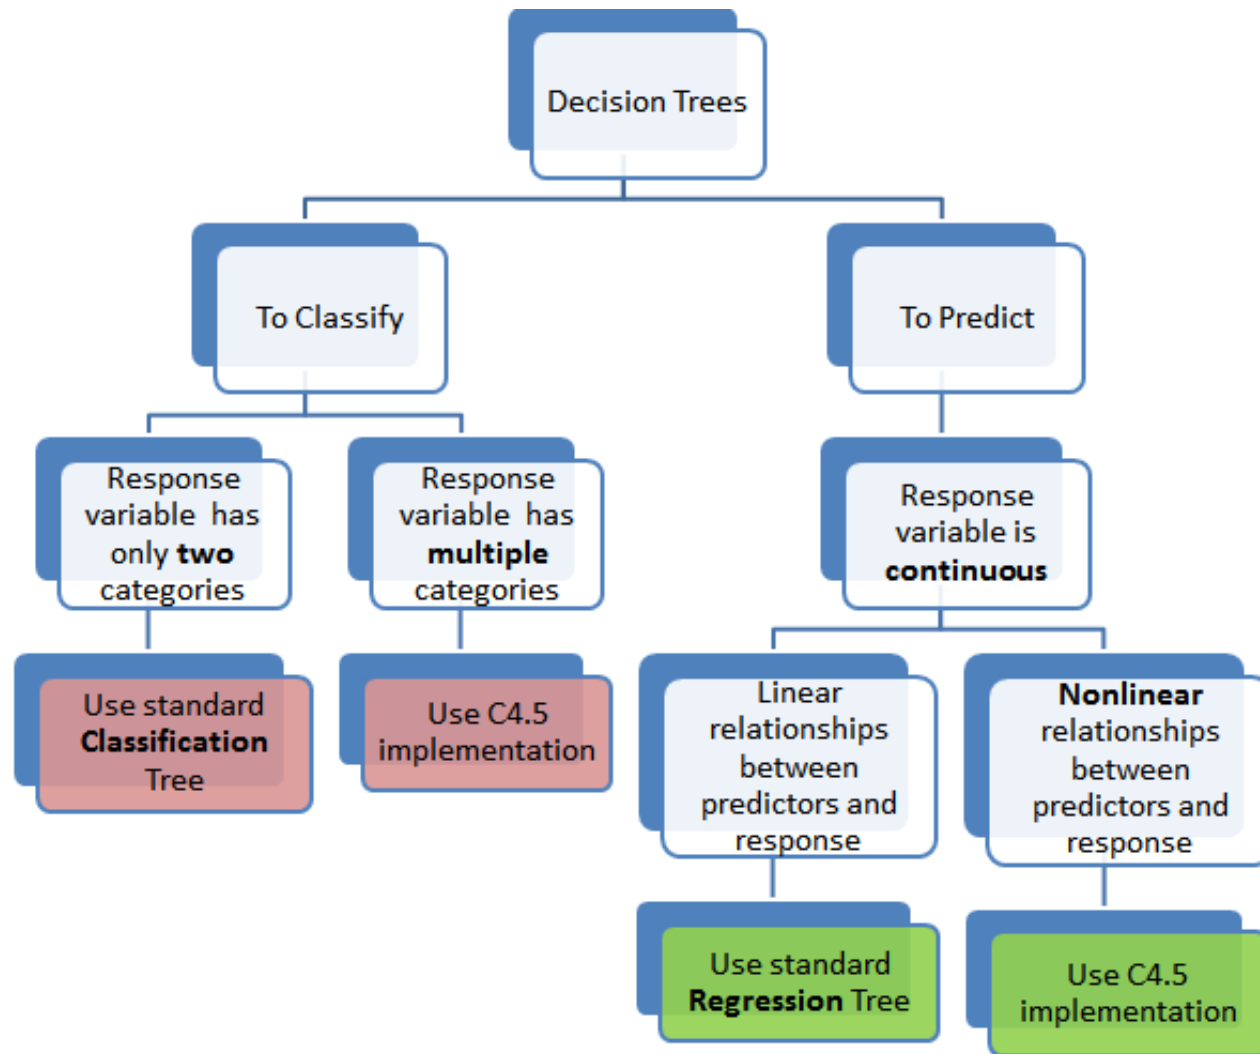 Decision Trees
To Classify
To Predict
Response
variable has
only two
categories
Response
variable has
multiple
categories
Response
variable is
continuous
Use standard
Classification
Tree
Use C4.5
implementation
Linear
relationships
between
predictors and
response
Nonlinear
relationships
between
predictors and
response
Use standard
Regression Tree
Use C4.5
implementation